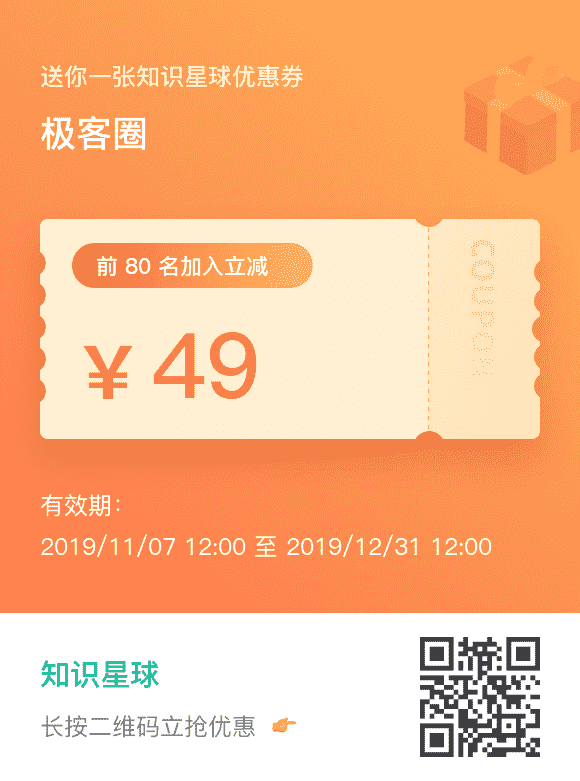 送你一张知识星球优惠券
极客圈
前 80 名加入立减
¥ 49
COUPON
有效期：
2019/11/07 12:00 至 2019/12/31 12:00
知识星球
长按二维码立抢优惠 👉